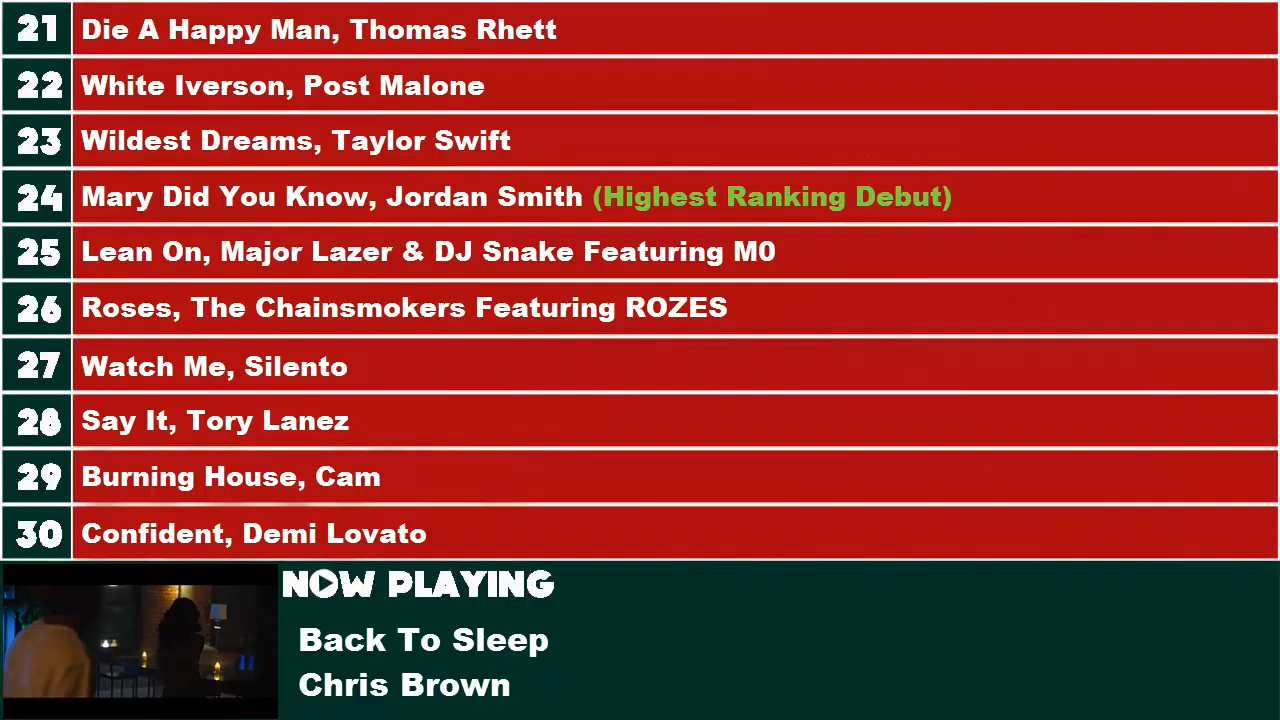 21 Die A Happy Man, Thomas Rhett
22 White Iverson, Post Malone
23 Wildest Dreams, Taylor Swift
24 Mary Did You Know, Jordan Smith (Highest Ranking Debut)
25 Lean On, Major Lazer & DJ Snake Featuring M0
26 Roses, The Chainsmokers Featuring ROZES
27 Watch Me, Silento
28 Say It, Tory Lanez
29 Burning House, Cam
30 Confident, Demi Lovato
NOW PLAYING
Back To Sleep
Chris Brown